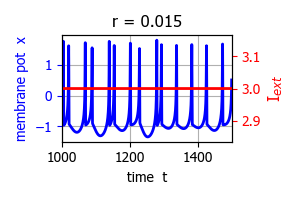 r = 0.015
membrane pot x
1
0
−1
3.1
3.0
2.9
I_ext
1000
1200
1400
time t